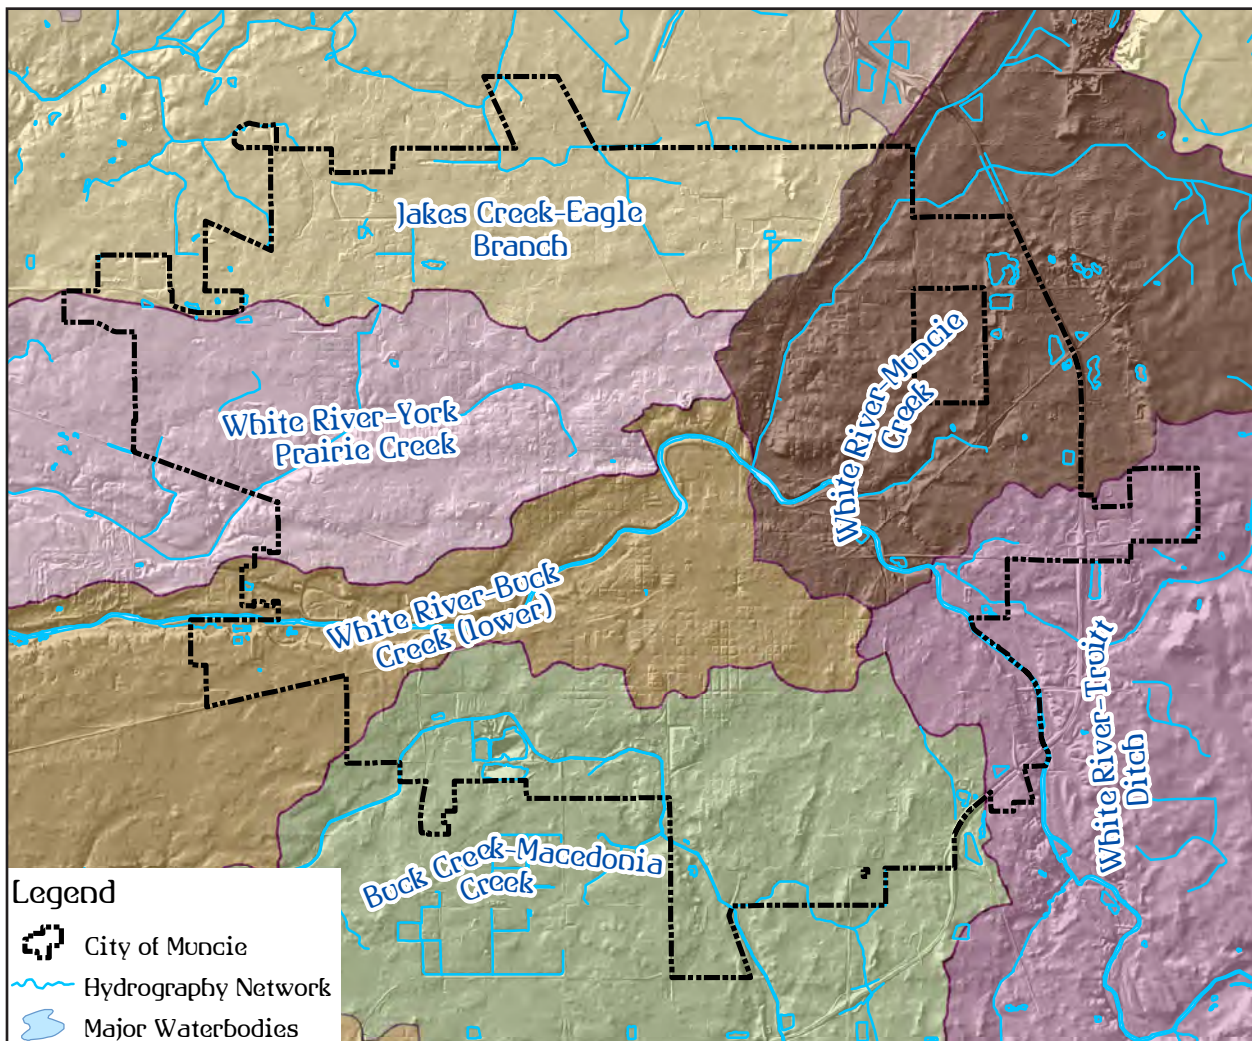 Jakes Creek-Eagle
Branch
White River-Muncie
Creek
White River-York
Prairie Creek
White River-Buck
Creek (lower)
White River-Truitt
Ditch
Buck Creek-Macedonia
Creek
Legend
City of Muncie
Hydrography Network
Major Waterbodies